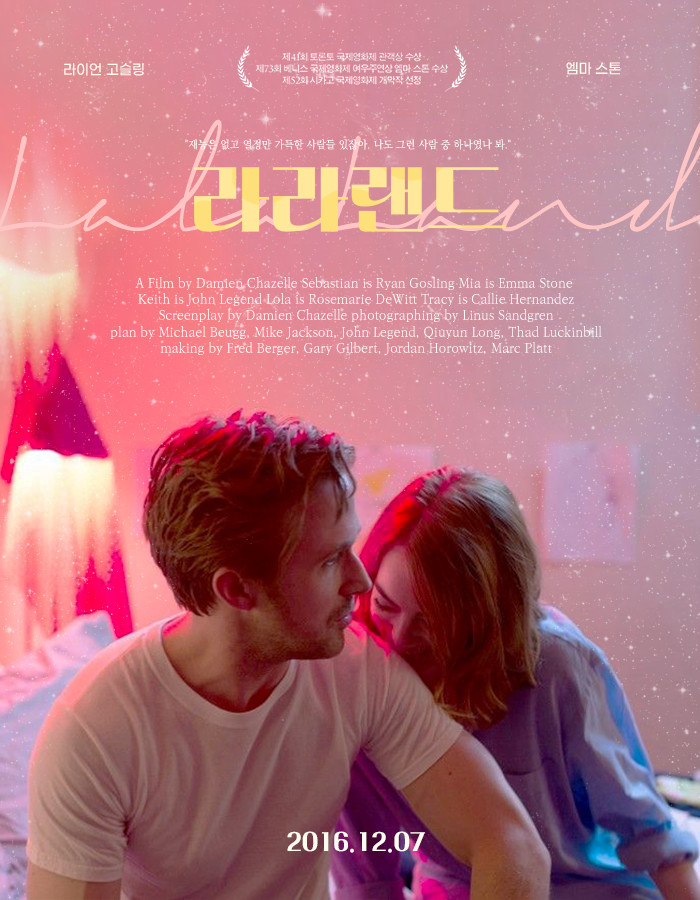 라이언 고슬링
제41회 토론토 국제영화제 관객상 수상
제73회 베니스 국제영화제 여우주연상 엠마 스톤 수상
제52회 시카고 국제영화제 개막작 선정
엠마 스톤
"재능은 없고 열정만 가득한 사람들 있잖아. 나도 그런 사람 중 하나였나 봐."
La La Land
라라랜드
A Film by Damien Chazelle Sebastian is Ryan Gosling Mia is Emma Stone
Keith is John Legend Lola is Rosemarie DeWitt Tracy is Callie Hernandez
Screenplay by Damien Chazelle photographing by Linus Sandgren
plan by Michael Beugg, Mike Jackson, John Legend, Qiuyun Long, Thad Luckinbill
making by Fred Berger, Gary Gilbert, Jordan Horowitz, Marc Platt
2016.12.07